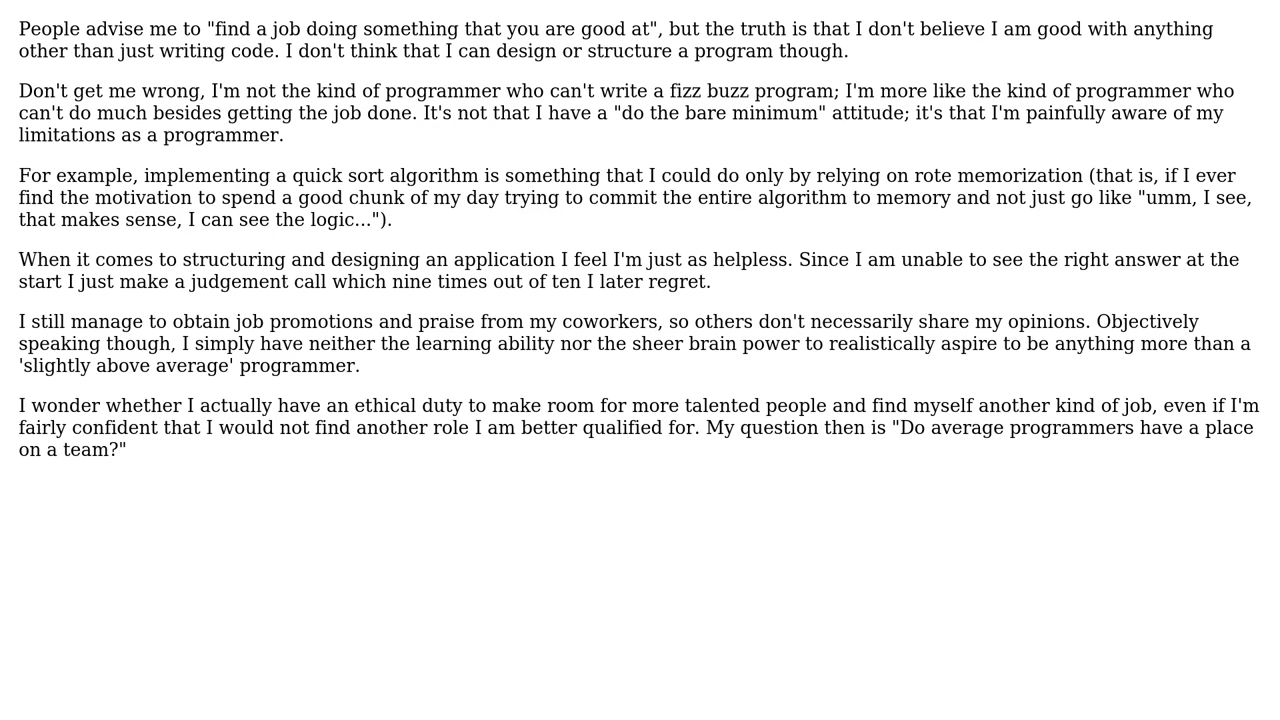 People advise me to "find a job doing something that you are good at", but the truth is that I don't believe I am good with anything
other than just writing code. I don't think that I can design or structure a program though.
Don't get me wrong, I'm not the kind of programmer who can't write a fizz buzz program; I'm more like the kind of programmer who
can't do much besides getting the job done. It's not that I have a "do the bare minimum" attitude; it's that I'm painfully aware of my
limitations as a programmer.
For example, implementing a quick sort algorithm is something that I could do only by relying on rote memorization (that is, if I ever
find the motivation to spend a good chunk of my day trying to commit the entire algorithm to memory and not just go like "umm, I see,
that makes sense, I can see the logic...").
When it comes to structuring and designing an application I feel I'm just as helpless. Since I am unable to see the right answer at the
start I just make a judgement call which nine times out of ten I later regret.
I still manage to obtain job promotions and praise from my coworkers, so others don't necessarily share my opinions. Objectively
speaking though, I simply have neither the learning ability nor the sheer brain power to realistically aspire to be anything more than a
'slightly above average' programmer.
I wonder whether I actually have an ethical duty to make room for more talented people and find myself another kind of job, even if I'm
fairly confident that I would not find another role I am better qualified for. My question then is "Do average programmers have a place
on a team?"